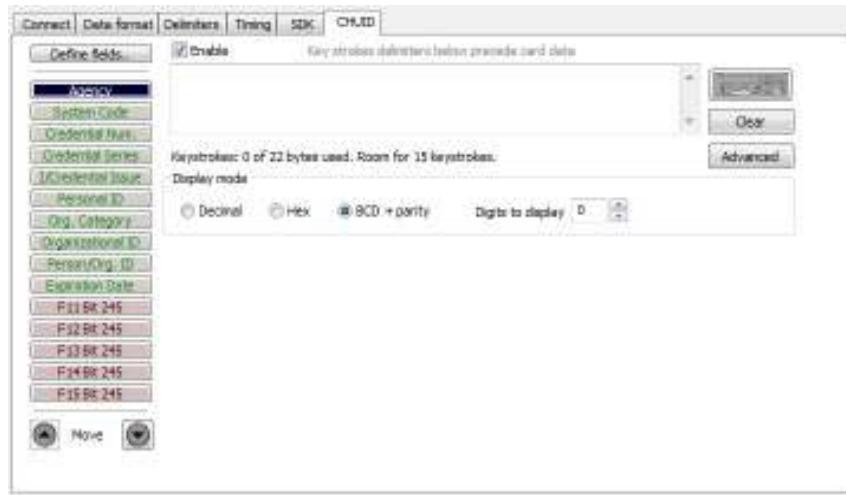 Connect Data format Delimiters Timing SDK CHUID
Define fields...
Enable
Key strokes delimiters below precede card data
Agency
System Code
Credential Num.
Clear
Credential Series
Keystrokes: 0 of 22 bytes used. Room for 15 keystrokes.
Advanced
I/Credential Issue
Display mode
Personal ID
Decimal Hex BCD + parity Digits to display 0
Org. Category
Organizational ID
Person/Org. ID
Expiration Date
F11 Bit 245
F12 Bit 245
F13 Bit 245
F14 Bit 245
F15 Bit 245
Move